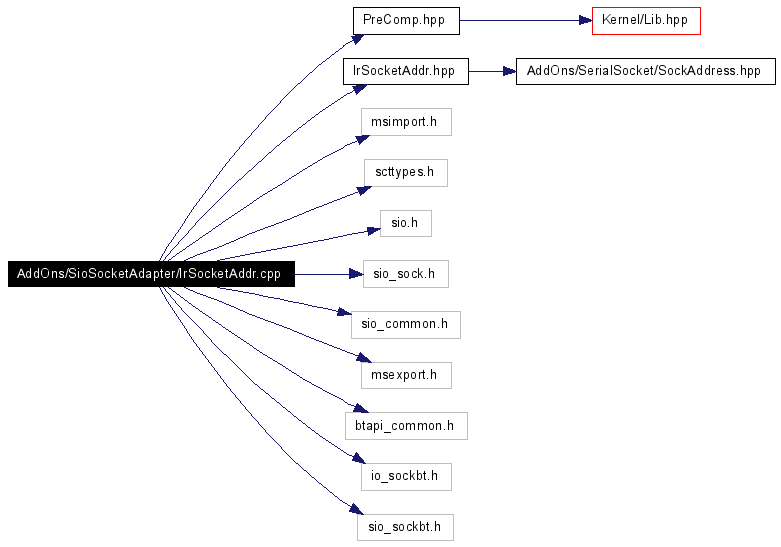 PreComp.hpp
Kernel/Lib.hpp
IrSocketAddr.hpp
AddOns/SerialSocket/SockAddress.hpp
msimport.h
scttypes.h
sio.h
AddOns/SioSocketAdapter/IrSocketAddr.cpp
sio_sock.h
sio_common.h
msexport.h
btapi_common.h
io_sockbt.h
sio_sockbt.h